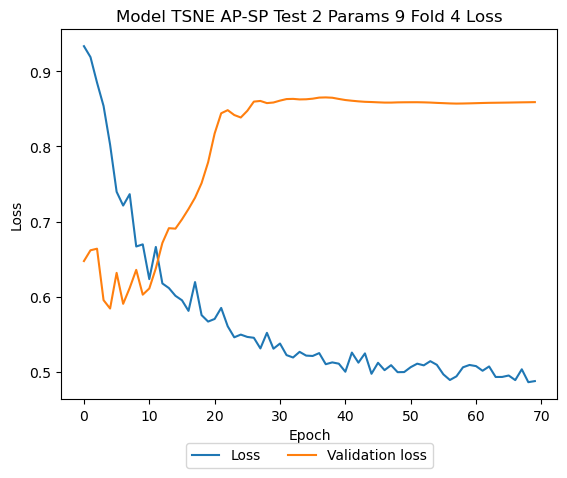 Model TSNE AP-SP Test 2 Params 9 Fold 4 Loss
0.9
0.8
0.7
0.6
0.5
Loss
0 10 20 30 40 50 60 70
Epoch
Loss Validation loss